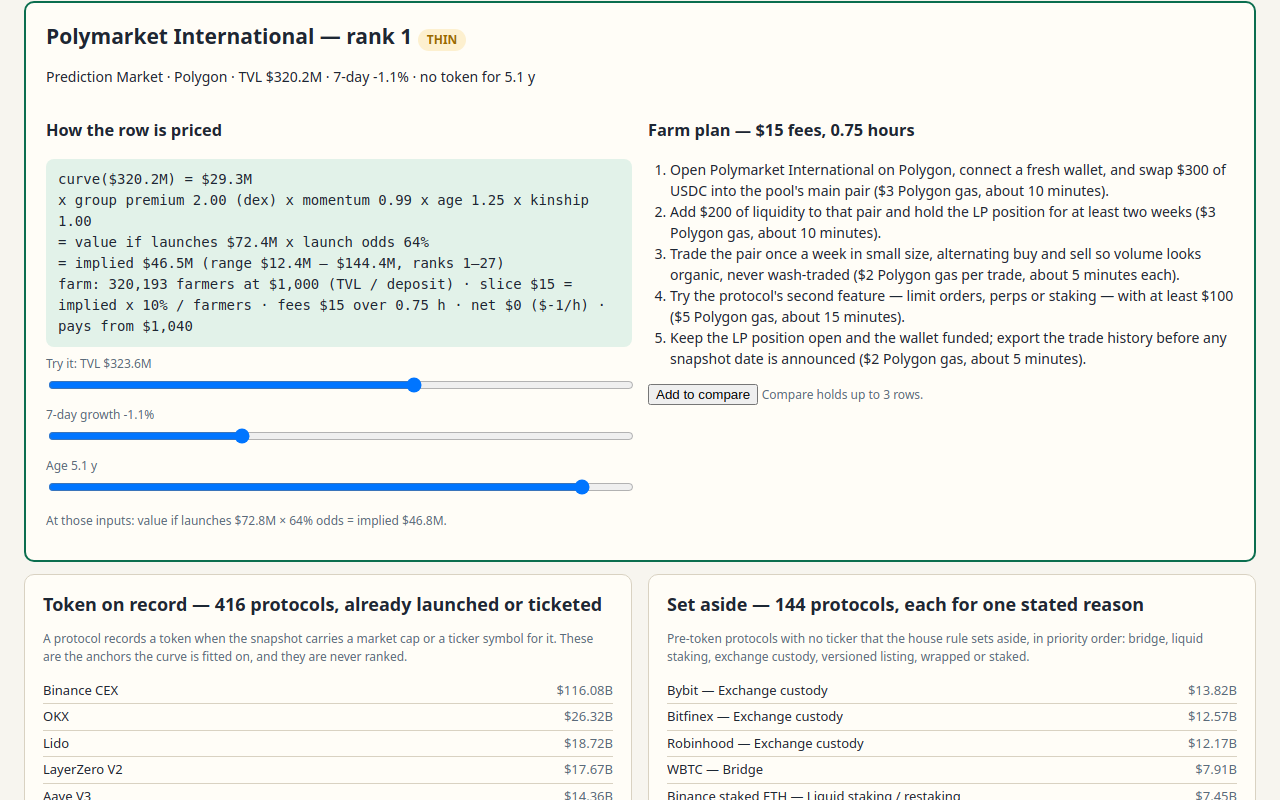 Polymarket International — rank 1 THIN
Prediction Market · Polygon · TVL $320.2M · 7-day -1.1% · no token for 5.1 y
How the row is priced
curve($320.2M) = $29.3M
x group premium 2.00 (dex) x momentum 0.99 x age 1.25 x kinship
1.00
= value if launches $72.4M x launch odds 64%
= implied $46.5M (range $12.4M — $144.4M, ranks 1–27)
farm: 320,193 farmers at $1,000 (TVL / deposit) · slice $15 =
implied x 10% / farmers · fees $15 over 0.75 h · net $0 ($-1/h) ·
pays from $1,040
Try it: TVL $323.6M
7-day growth -1.1%
Age 5.1 y
At those inputs: value if launches $72.8M × 64% odds = implied $46.8M.
Farm plan — $15 fees, 0.75 hours
1. Open Polymarket International on Polygon, connect a fresh wallet, and swap $300 of
USDC into the pool's main pair ($3 Polygon gas, about 10 minutes).
2. Add $200 of liquidity to that pair and hold the LP position for at least two weeks ($3
Polygon gas, about 10 minutes).
3. Trade the pair once a week in small size, alternating buy and sell so volume looks
organic, never wash-traded ($2 Polygon gas per trade, about 5 minutes each).
4. Try the protocol's second feature — limit orders, perps or staking — with at least $100
($5 Polygon gas, about 15 minutes).
5. Keep the LP position open and the wallet funded; export the trade history before any
snapshot date is announced ($2 Polygon gas, about 5 minutes).
Add to compare Compare holds up to 3 rows.
Token on record — 416 protocols, already launched or ticketed
A protocol records a token when the snapshot carries a market cap or a ticker symbol for it. These
are the anchors the curve is fitted on, and they are never ranked.
Binance CEX $116.08B
OKX $26.32B
Lido $18.72B
LayerZero V2 $17.67B
Aave V3 $14.36B
Set aside — 144 protocols, each for one stated reason
Pre-token protocols with no ticker that the house rule sets aside, in priority order: bridge, liquid
staking, exchange custody, versioned listing, wrapped or staked.
Bybit — Exchange custody $13.82B
Bitfinex — Exchange custody $12.57B
Robinhood — Exchange custody $12.17B
WBTC — Bridge $7.91B
Binance staked ETH — Liquid staking / restaking $7.45B